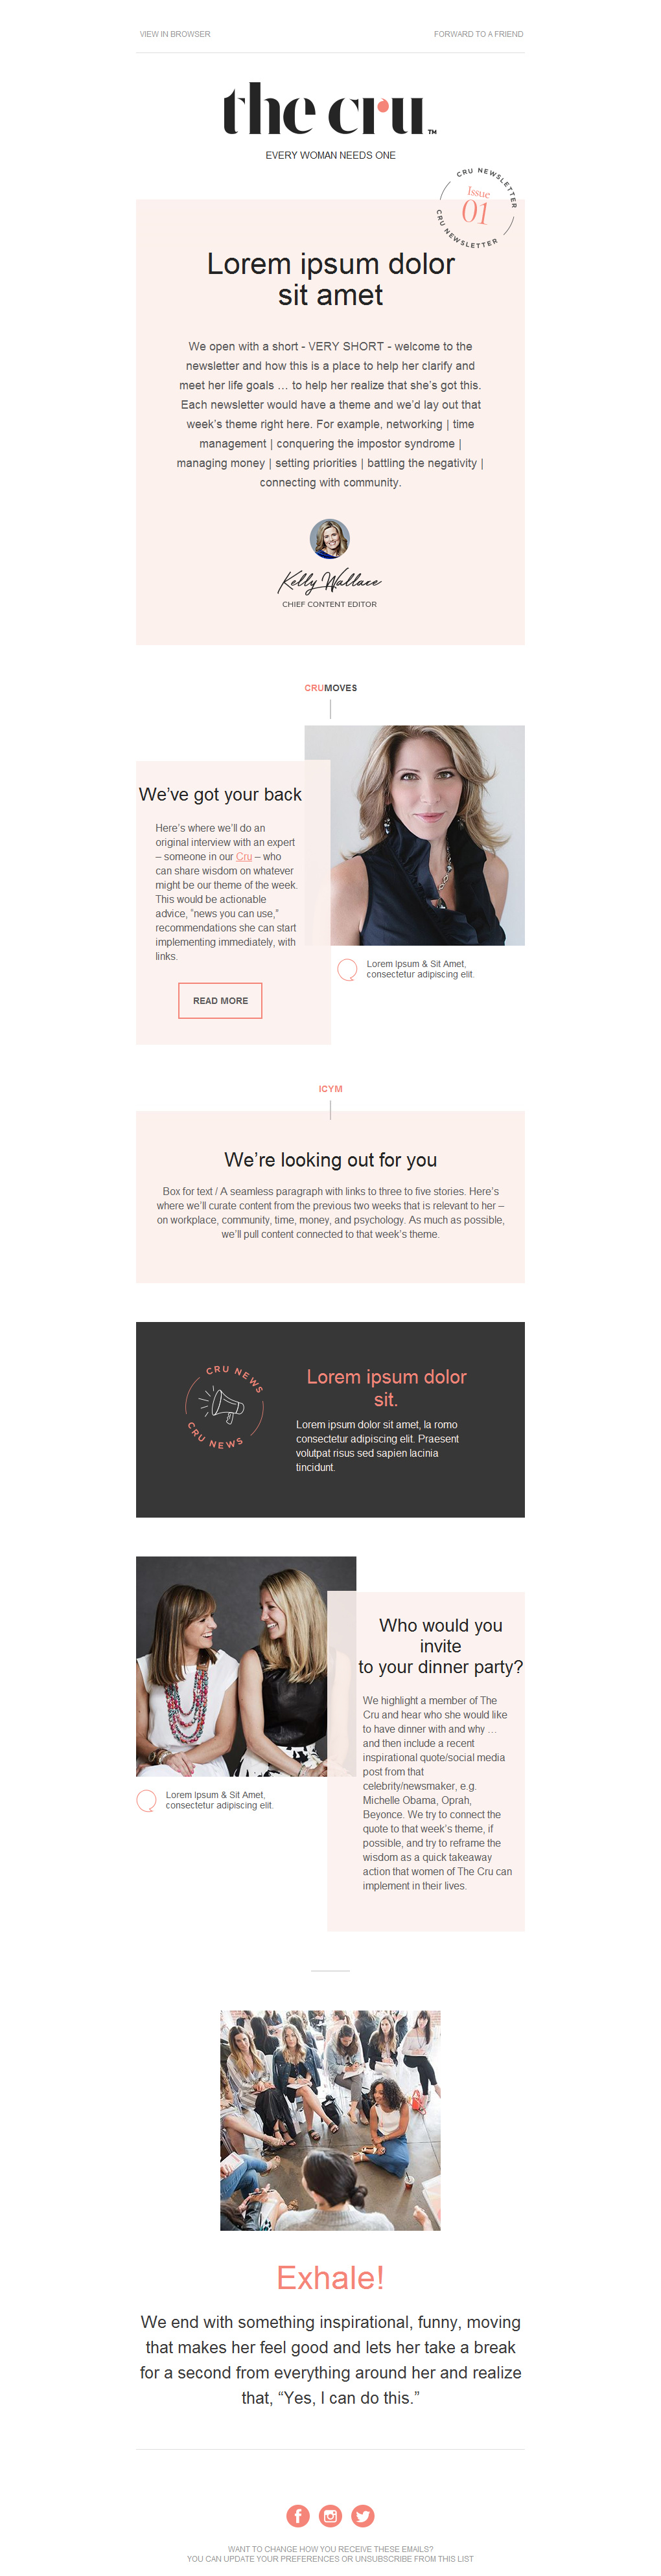 VIEW IN BROWSER
FORWARD TO A FRIEND
the cru™
EVERY WOMAN NEEDS ONE
CRU NEWSLETTER
Issue
01
CRU NEWSLETTER
Lorem ipsum dolor
sit amet
We open with a short - VERY SHORT - welcome to the
newsletter and how this is a place to help her clarify and
meet her life goals … to help her realize that she’s got this.
Each newsletter would have a theme and we’d lay out that
week’s theme right here. For example, networking | time
management | conquering the impostor syndrome |
managing money | setting priorities | battling the negativity |
connecting with community.
Kelly Wallace
CHIEF CONTENT EDITOR
CRUMOVES
We’ve got your back
Here’s where we’ll do an
original interview with an expert
– someone in our Cru – who
can share wisdom on whatever
might be our theme of the week.
This would be actionable
advice, “news you can use,”
recommendations she can start
implementing immediately, with
links.
READ MORE
Lorem Ipsum & Sit Amet,
consectetur adipiscing elit.
ICYM
We’re looking out for you
Box for text / A seamless paragraph with links to three to five stories. Here’s
where we’ll curate content from the previous two weeks that is relevant to her –
on workplace, community, time, money, and psychology. As much as possible,
we’ll pull content connected to that week’s theme.
CRU NEWS
CRU NEWS
Lorem ipsum dolor
sit.
Lorem ipsum dolor sit amet, la romo
consectetur adipiscing elit. Praesent
volutpat risus sed sapien lacinia
tincidunt.
Who would you
invite
to your dinner party?
We highlight a member of The
Cru and hear who she would like
to have dinner with and why …
and then include a recent
inspirational quote/social media
post from that
celebrity/newsmaker, e.g.
Michelle Obama, Oprah,
Beyonce. We try to connect the
quote to that week’s theme, if
possible, and try to reframe the
wisdom as a quick takeaway
action that women of The Cru can
implement in their lives.
Lorem Ipsum & Sit Amet,
consectetur adipiscing elit.
Exhale!
We end with something inspirational, funny, moving
that makes her feel good and lets her take a break
for a second from everything around her and realize
that, “Yes, I can do this.”
WANT TO CHANGE HOW YOU RECEIVE THESE EMAILS?
YOU CAN UPDATE YOUR PREFERENCES OR UNSUBSCRIBE FROM THIS LIST